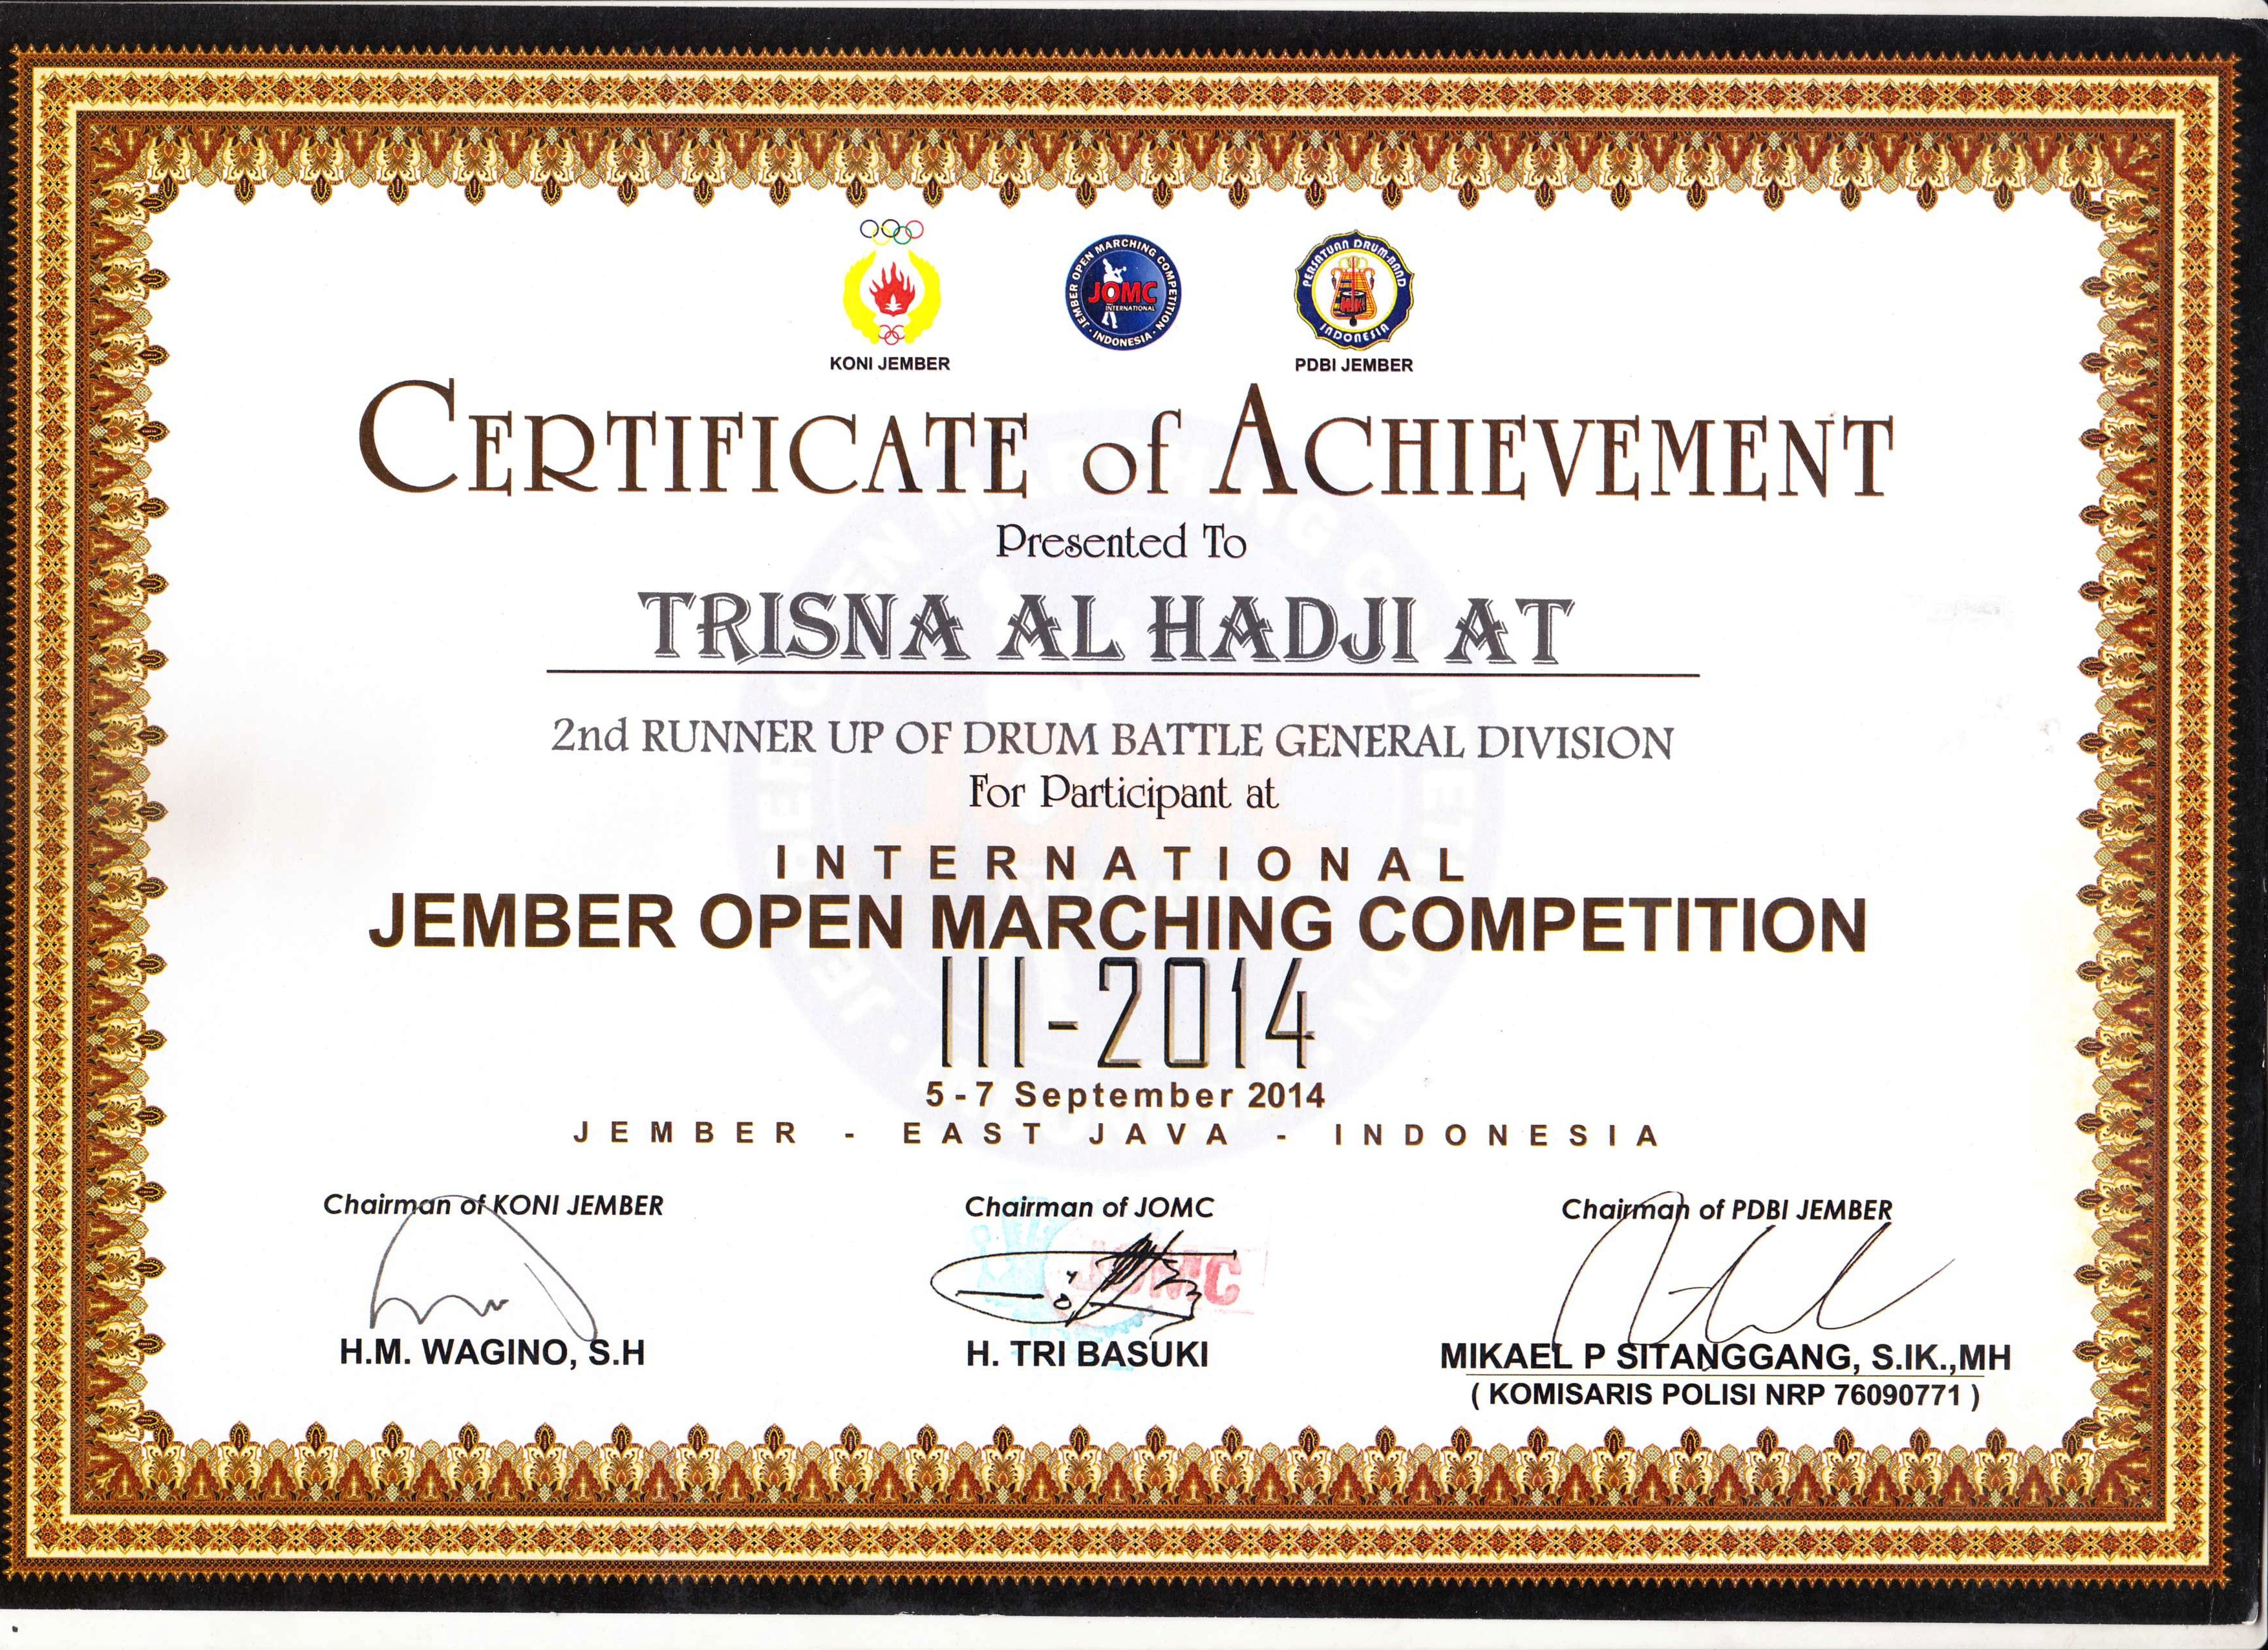 JEMBER OPEN MARCHING COMPETITION
JOMC
INTERNATIONAL
· INDONESIA ·
PERSATUAN DRUM-BAND
INDONESIA
KONI JEMBER
PDBI JEMBER
CERTIFICATE of ACHIEVEMENT
Presented To
TRISNA AL HADJI AT
2nd RUNNER UP OF DRUM BATTLE GENERAL DIVISION
For Participant at
INTERNATIONAL
JEMBER OPEN MARCHING COMPETITION
III-2014
5-7 September 2014
JEMBER - EAST JAVA - INDONESIA
Chairman of KONI JEMBER
Chairman of JOMC
Chairman of PDBI JEMBER
JOMC
H.M. WAGINO, S.H
H. TRI BASUKI
MIKAEL P SITANGGANG, S.IK.,MH
( KOMISARIS POLISI NRP 76090771 )